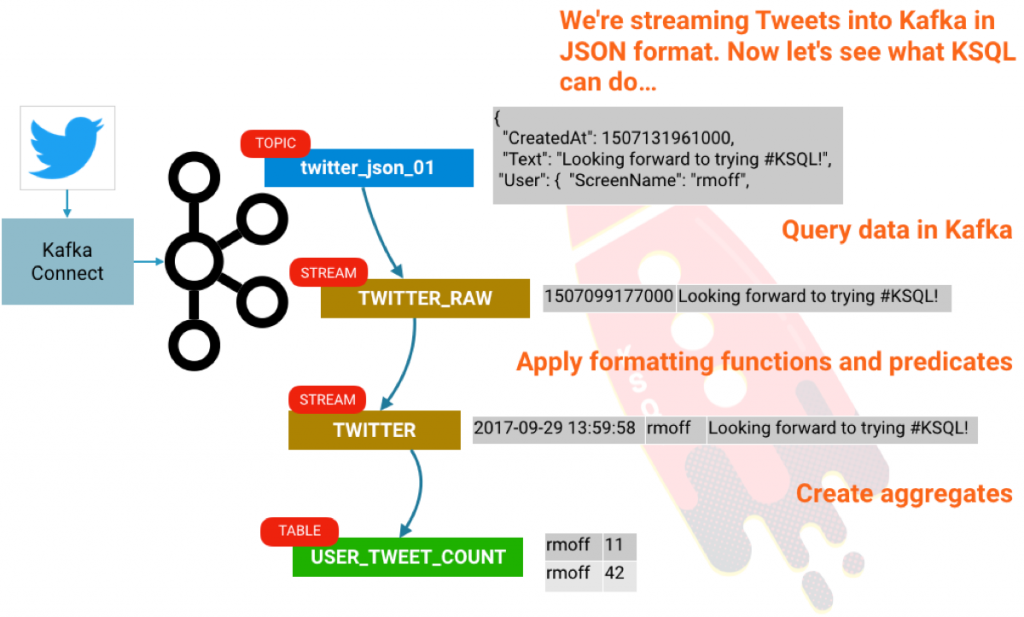 We're streaming Tweets into Kafka in
JSON format. Now let's see what KSQL
can do…
TOPIC
twitter_json_01
{
"CreatedAt": 1507131961000,
"Text": "Looking forward to trying #KSQL!",
"User": { "ScreenName": "rmoff",
Kafka
Connect
Query data in Kafka
STREAM
TWITTER_RAW
1507099177000 Looking forward to trying #KSQL!
Apply formatting functions and predicates
KSQL
STREAM
TWITTER
2017-09-29 13:59:58 rmoff Looking forward to trying #KSQL!
Create aggregates
TABLE
USER_TWEET_COUNT
rmoff 11
rmoff 42